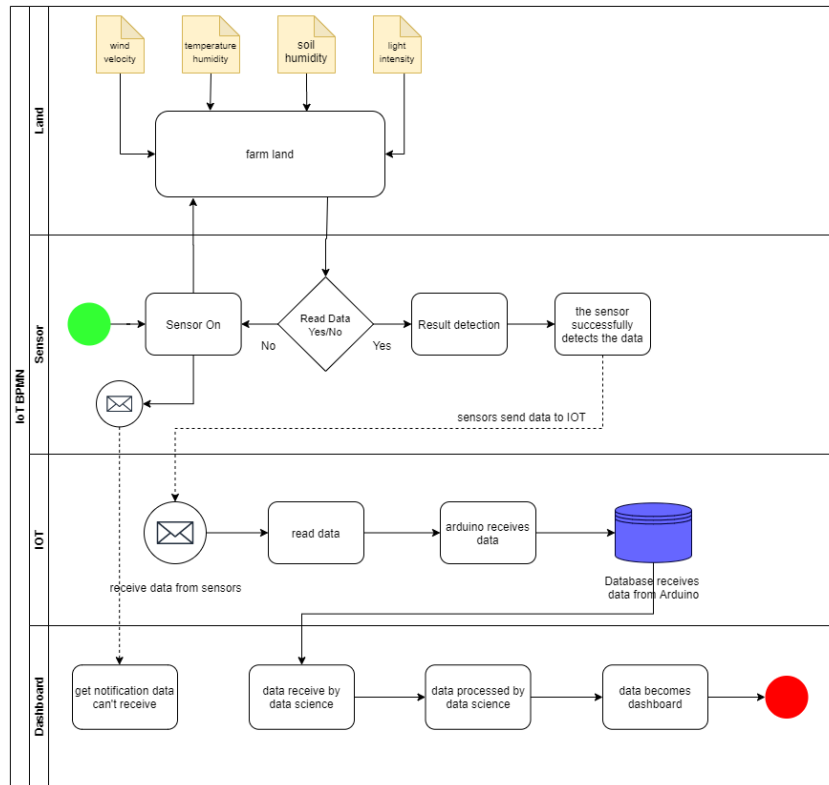 IoT BPMN
Land
wind
velocity
temperature
humidity
soil
humidity
light
intensity
farm land
Sensor
Sensor On
Read Data
Yes/No
No
Yes
Result detection
the sensor
successfully
detects the data
sensors send data to IOT
IOT
receive data from sensors
read data
arduino receives
data
Database receives
data from Arduino
Dashboard
get notification data
can't receive
data receive by
data science
data processed by
data science
data becomes
dashboard